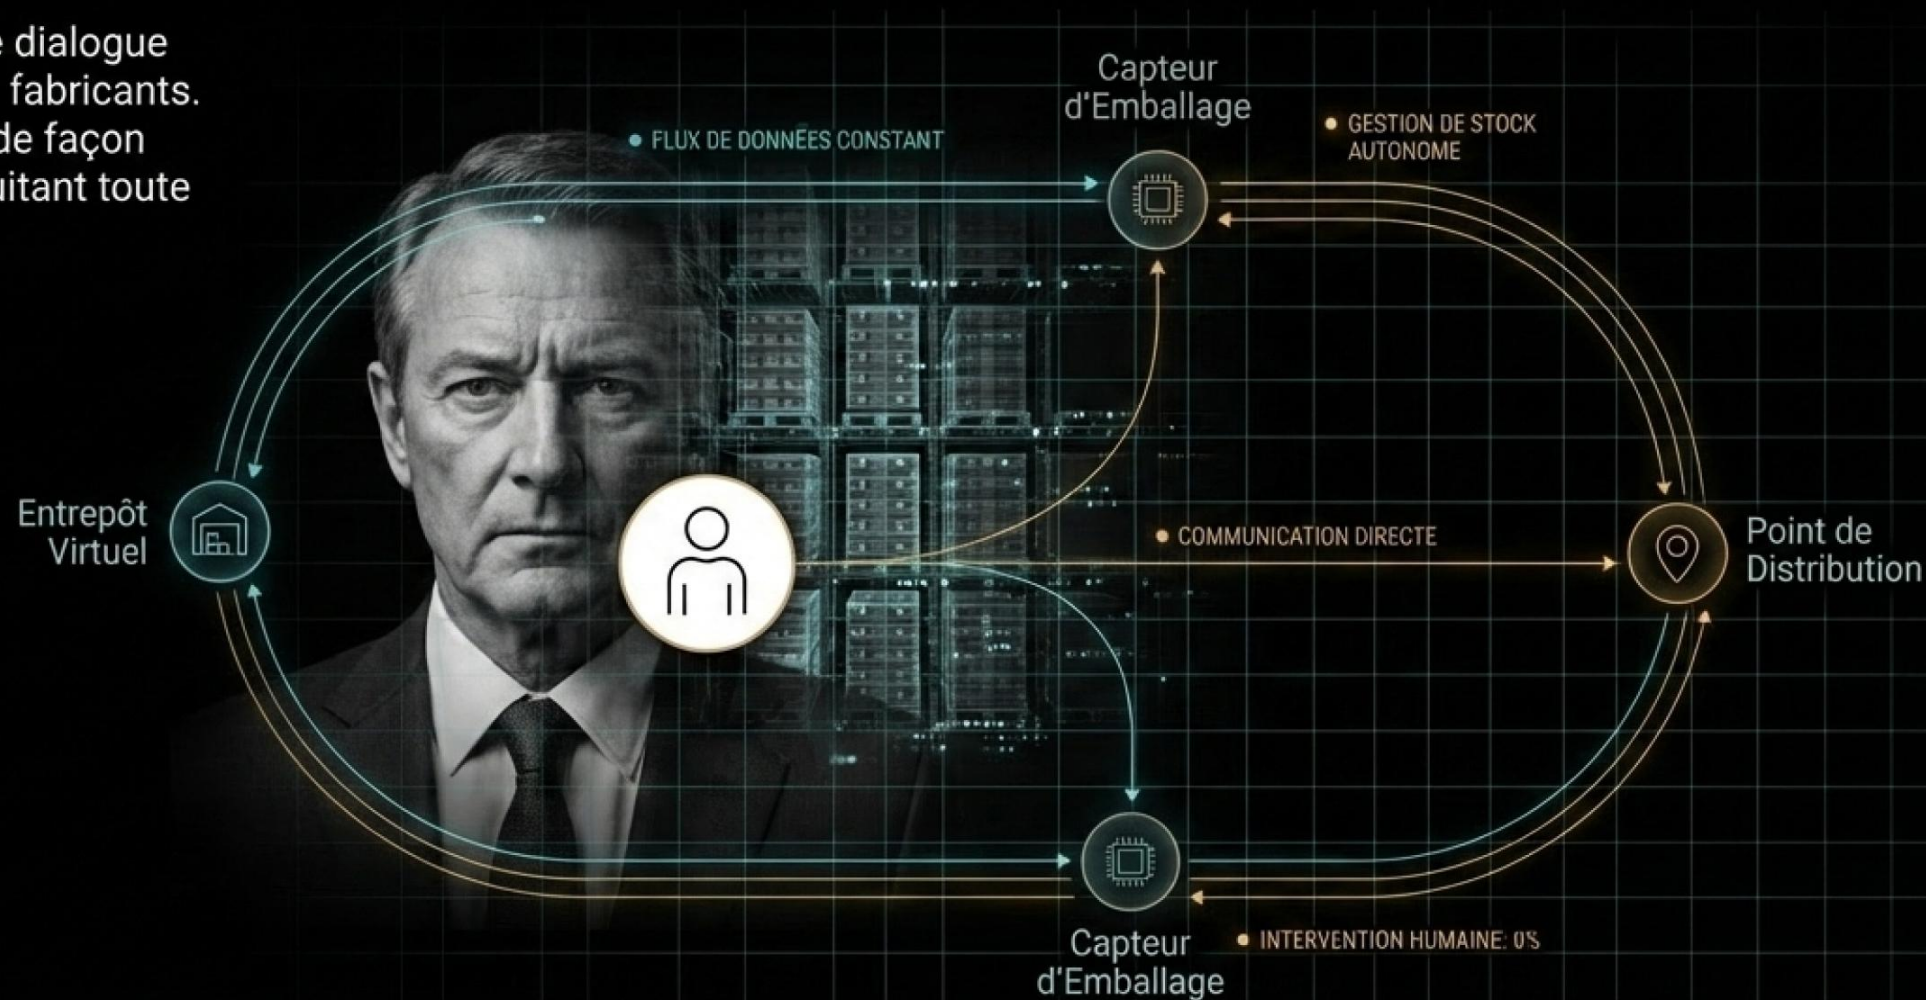 dialogue
fabricants.
de façon
uitant toute
Capteur
d'Emballage
FLUX DE DONNÉES CONSTANT
GESTION DE STOCK
AUTONOME
Entrepôt
Virtuel
COMMUNICATION DIRECTE
Point de
Distribution
Capteur
d'Emballage
INTERVENTION HUMAINE: